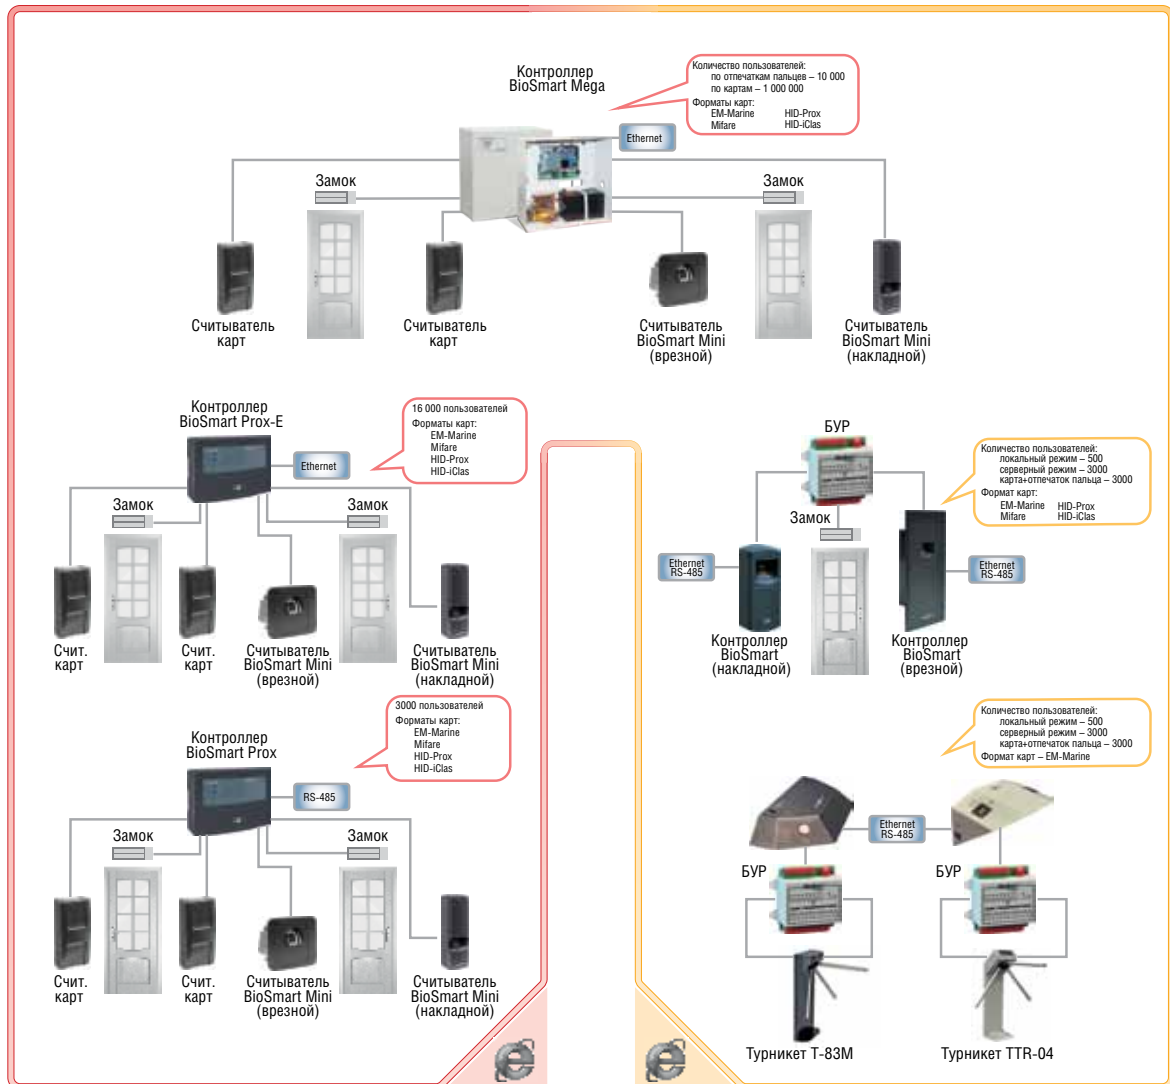 Контроллер
BioSmart Mega
Количество пользователей:
по отпечаткам пальцев – 10 000
по картам – 1 000 000
Форматы карт:
EM-Marine HID-Prox
Mifare HID-iClas
Ethernet
Замок
Замок
Считыватель
карт
Считыватель
карт
Считыватель
BioSmart Mini
(врезной)
Считыватель
BioSmart Mini
(накладной)
Контроллер
BioSmart Prox-E
16 000 пользователей
Форматы карт:
EM-Marine
Mifare
HID-Prox
HID-iClas
Ethernet
Замок
Замок
Счит.
карт
Счит.
карт
Считыватель
BioSmart Mini
(врезной)
Считыватель
BioSmart Mini
(накладной)
Контроллер
BioSmart Prox
3000 пользователей
Форматы карт:
EM-Marine
Mifare
HID-Prox
HID-iClas
RS-485
Замок
Замок
Счит.
карт
Счит.
карт
Считыватель
BioSmart Mini
(врезной)
Считыватель
BioSmart Mini
(накладной)
БУР
Количество пользователей:
локальный режим – 500
серверный режим – 3000
карта+отпечаток пальца – 3000
Формат карт:
EM-Marine HID-Prox
Mifare HID-iClas
Замок
Ethernet
RS-485
Ethernet
RS-485
Контроллер
BioSmart
(накладной)
Контроллер
BioSmart
(врезной)
Количество пользователей:
локальный режим – 500
серверный режим – 3000
карта+отпечаток пальца – 3000
Формат карт – EM-Marine
Ethernet
RS-485
БУР
БУР
Турникет Т-83М
Турникет TTR-04